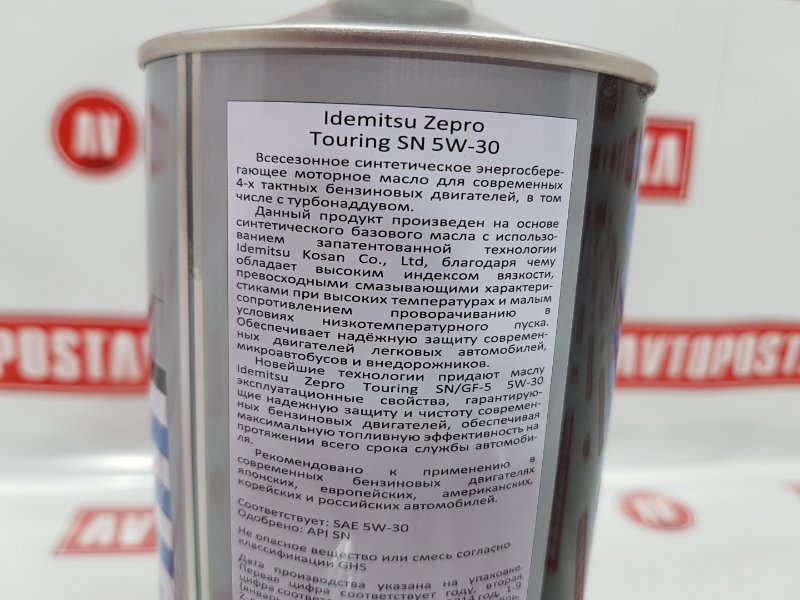 Idemitsu Zepro
Touring SN 5W-30
Всесезонное синтетическое энергосбере-
гающее моторное масло для современных
4-х тактных бензиновых двигателей, в том
числе с турбонаддувом.
Данный продукт произведен на основе
синтетического базового масла с использо-
ванием запатентованной технологии
Idemitsu Kosan Co., Ltd, благодаря чему
обладает высоким индексом вязкости,
превосходными смазывающими характери-
стиками при высоких температурах и малым
сопротивлением проворачиванию в
условиях низкотемпературного пуска.
Обеспечивает надёжную защиту современ-
ных двигателей легковых автомобилей,
микроавтобусов и внедорожников.
Новейшие технологии придают маслу
Idemitsu Zepro Touring SN/GF-5 5W-30
эксплуатационные свойства, гарантирую-
щие надежную защиту и чистоту современ-
ных бензиновых двигателей, обеспечивая
максимальную топливную эффективность на
протяжении всего срока службы автомоби-
ля.
Рекомендовано к применению в
современных бензиновых двигателях
японских, европейских, американских,
корейских и российских автомобилей.
Соответствует: SAE 5W-30
Одобрено: API SN
Не опасное вещество или смесь согласно
классификации GHS
Дата производства указана на упаковке.
Первая цифра соответствует году, вторая
AV
AVTOPOSTA